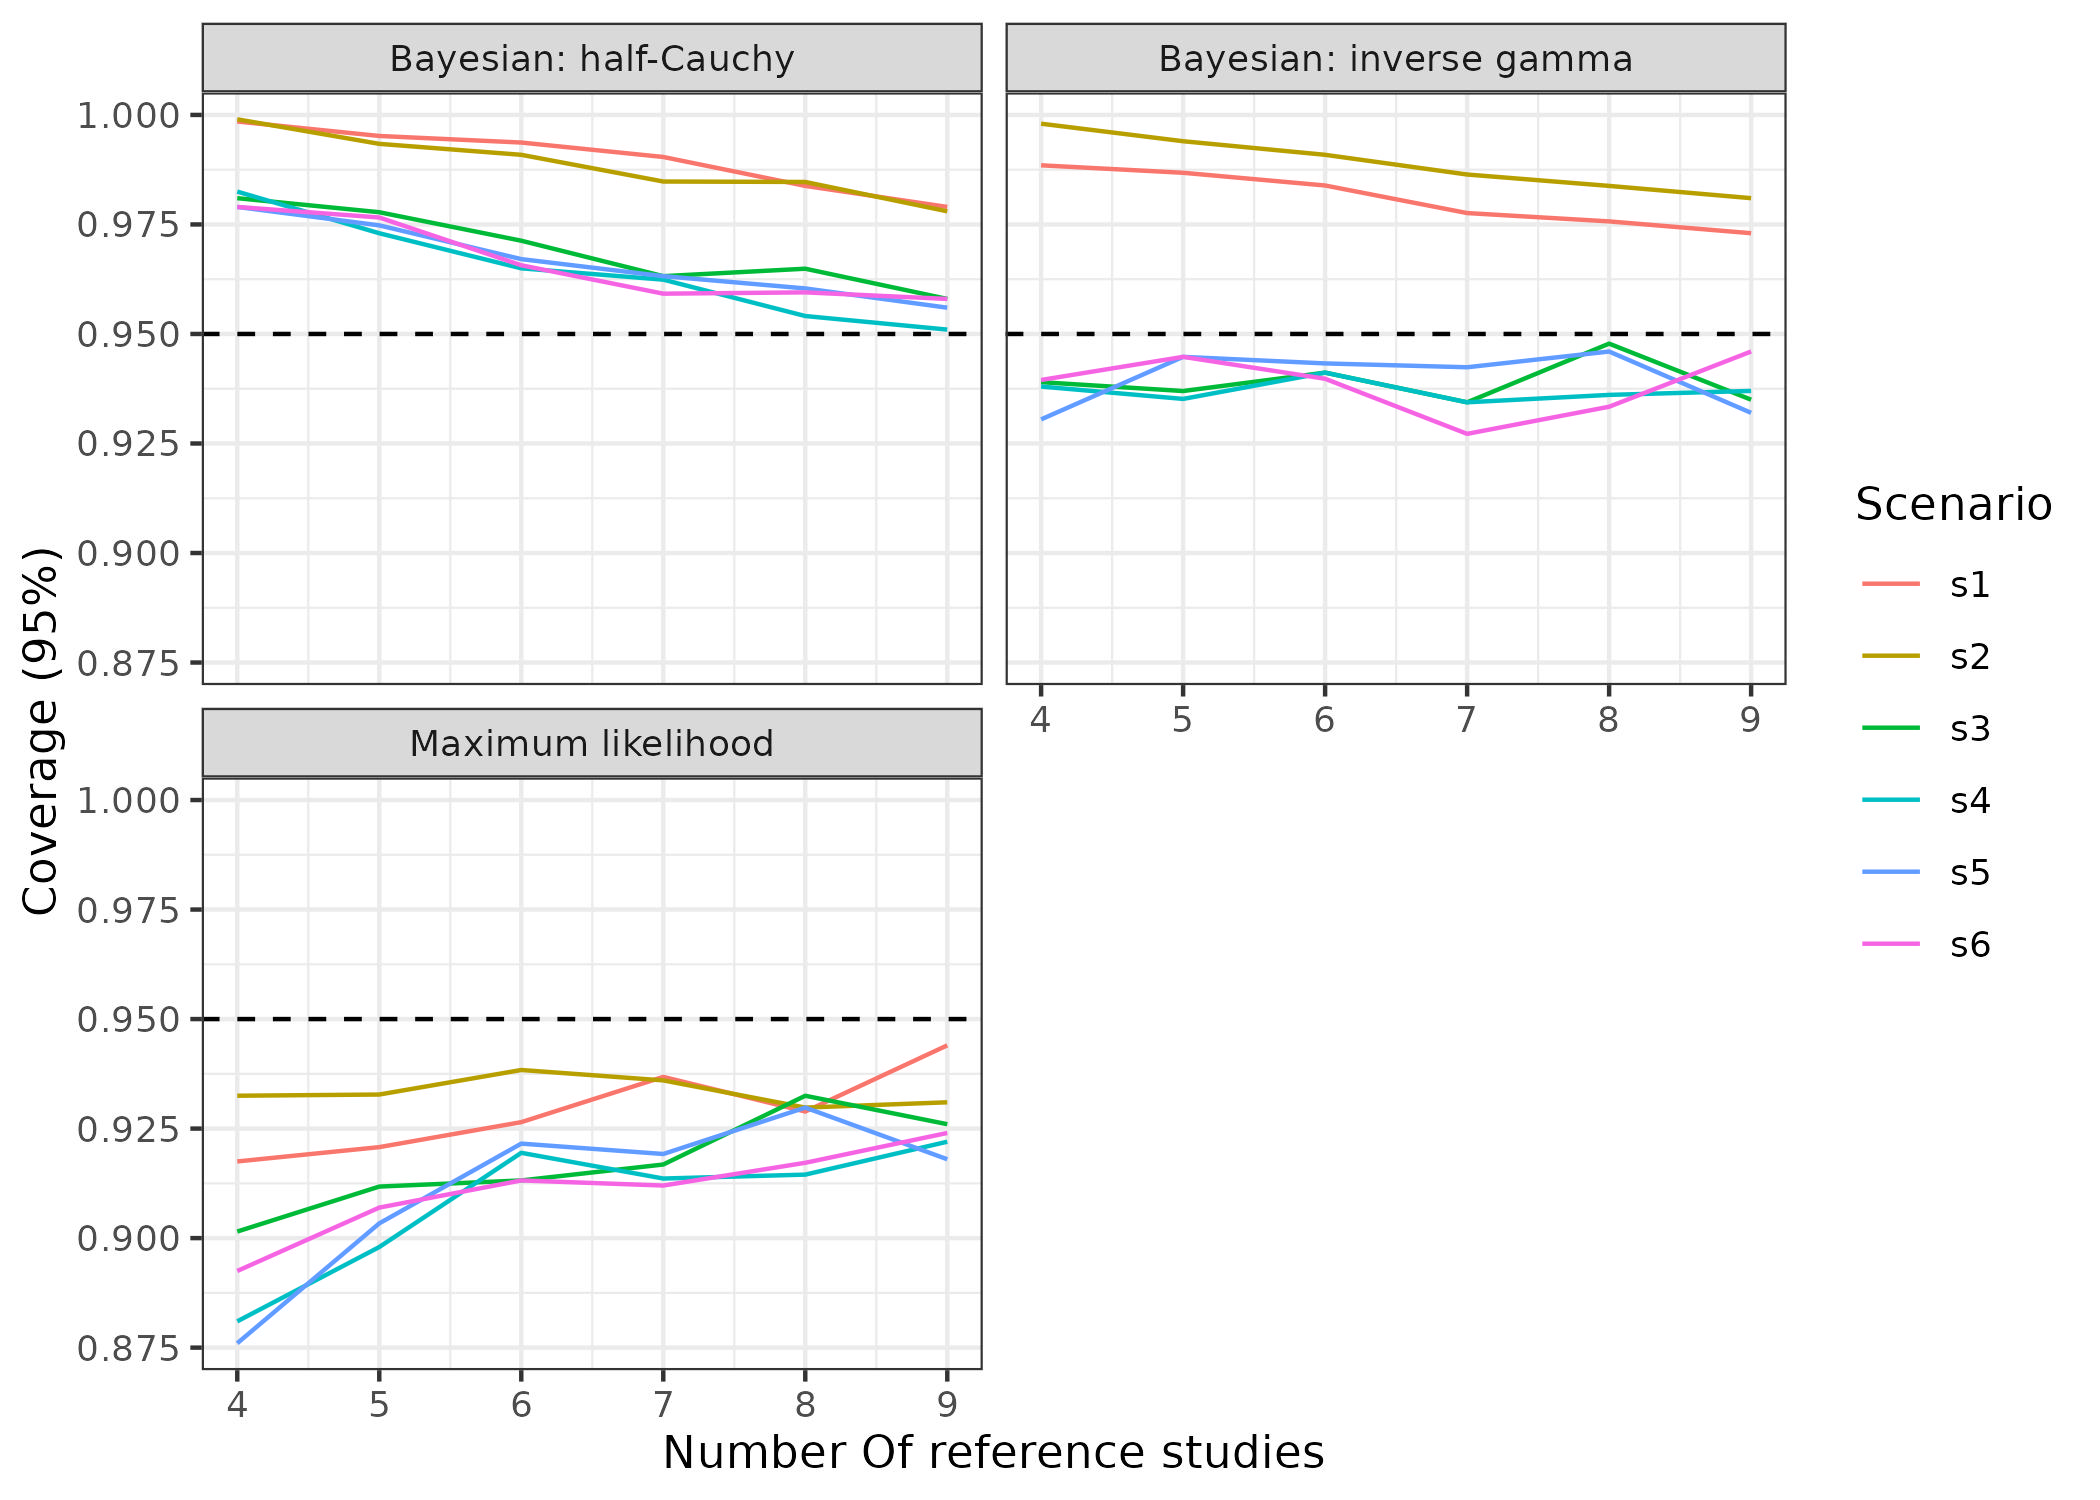 Bayesian: half-Cauchy
Bayesian: inverse gamma
1.000
0.975
0.950
0.925
0.900
0.875
4 5 6 7 8 9
Maximum likelihood
1.000
0.975
0.950
0.925
0.900
0.875
4 5 6 7 8 9
Number Of reference studies
Coverage (95%)
Scenario
s1
s2
s3
s4
s5
s6